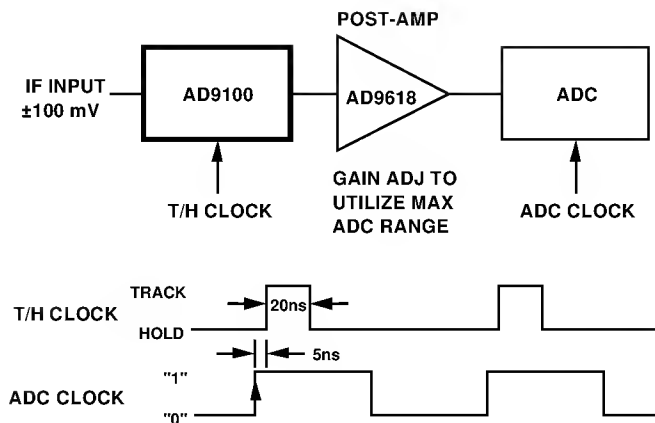 POST-AMP
IF INPUT
±100 mV
AD9100
AD9618
ADC
T/H CLOCK
GAIN ADJ TO
UTILIZE MAX
ADC RANGE
ADC CLOCK
T/H CLOCK
TRACK
HOLD
20ns
5ns
ADC CLOCK
"1"
"0"